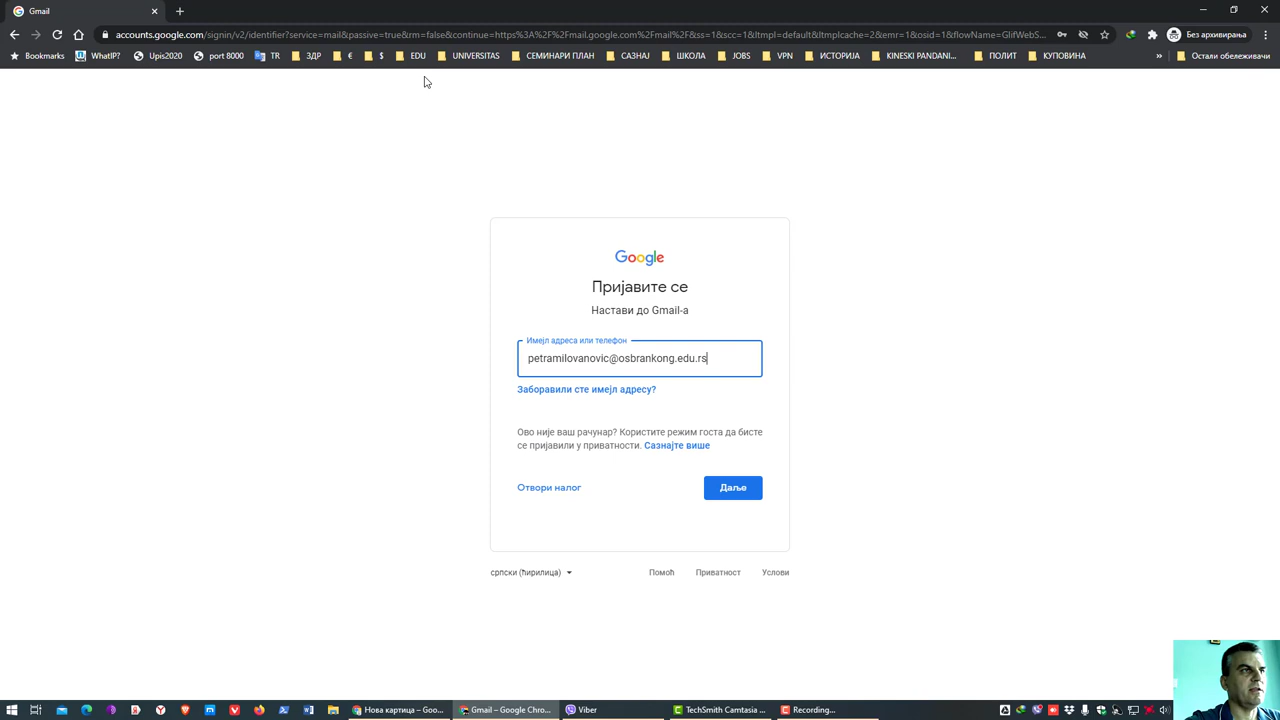 Gmail
accounts.google.com/signin/v2/identifier?service=mail&passive=true&rm=false&continue=https%3A%2F%2Fmail.google.com%2Fmail%2F&ss=1&scc=1&ltmpl=default&ltmplcache=2&emr=1&osid=1&flowName=GlifWebS...
Без архивирања
Bookmarks
WhatIP?
Upis2020
port 8000
TR
ЗДР
€
$
EDU
UNIVERSITAS
СЕМИНАРИ ПЛАН
САЗНАЈ
ШКОЛА
JOBS
VPN
ИСТОРИЈА
KINESKI PANDANI...
ПОЛИТ
КУПОВИНА
»
Остали обележивачи
Google
Пријавите се
Настави до Gmail-а
Имејл адреса или телефон
petramilovanovic@osbrankong.edu.rs
Заборавили сте имејл адресу?
Ово није ваш рачунар? Користите режим госта да бисте
се пријавили у приватности. Сазнајте више
Отвори налог
Даље
српски (ћирилица)
Помоћ
Приватност
Услови
Нова картица – Goo...
Gmail – Google Chro...
Viber
TechSmith Camtasia ...
Recording...